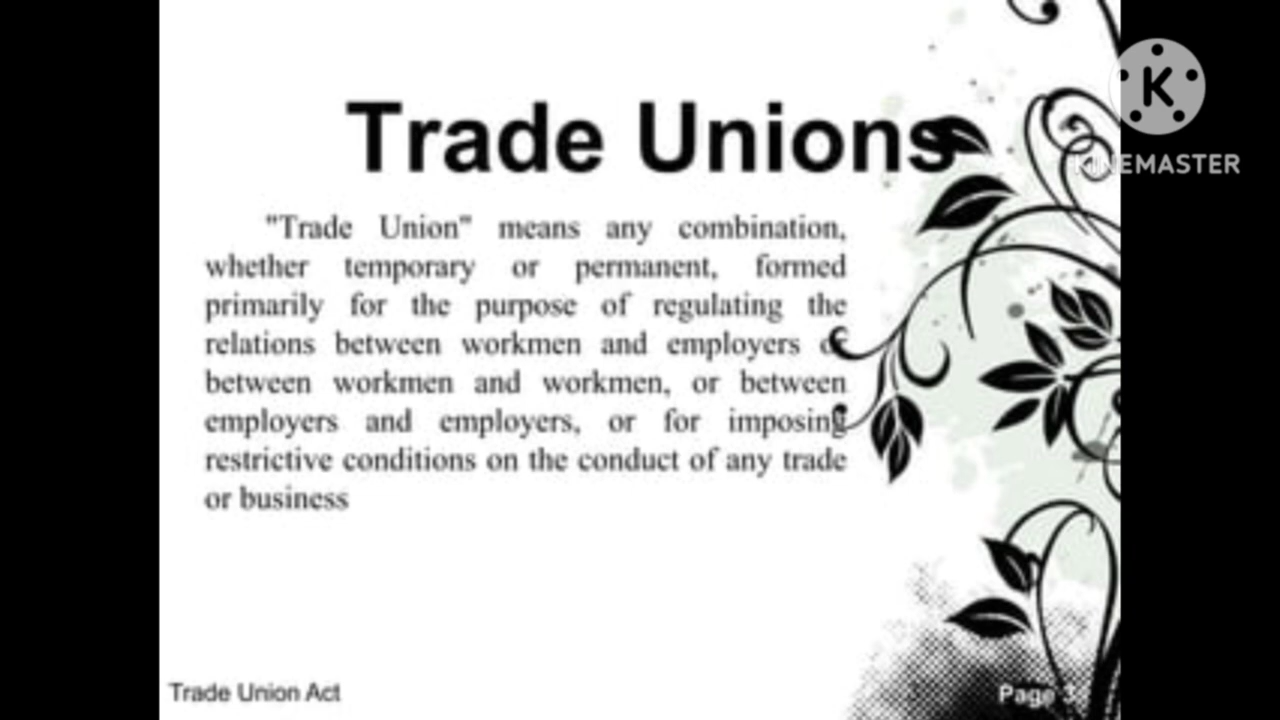 Trade Unions
K
KINEMASTER
"Trade Union" means any combination,
whether temporary or permanent, formed
primarily for the purpose of regulating the
relations between workmen and employers or
between workmen and workmen, or between
employers and employers, or for imposing
restrictive conditions on the conduct of any trade
or business
Trade Union Act
Page 3